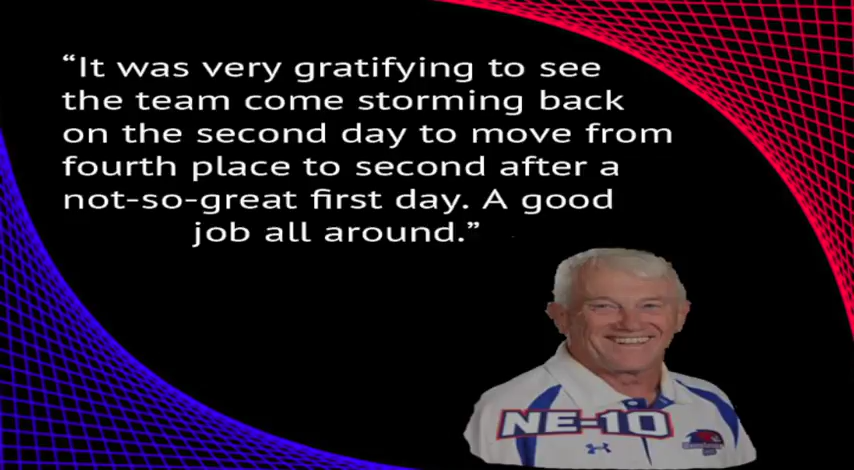 “It was very gratifying to see
the team come storming back
on the second day to move from
fourth place to second after a
not-so-great first day. A good
job all around.”
NE-10